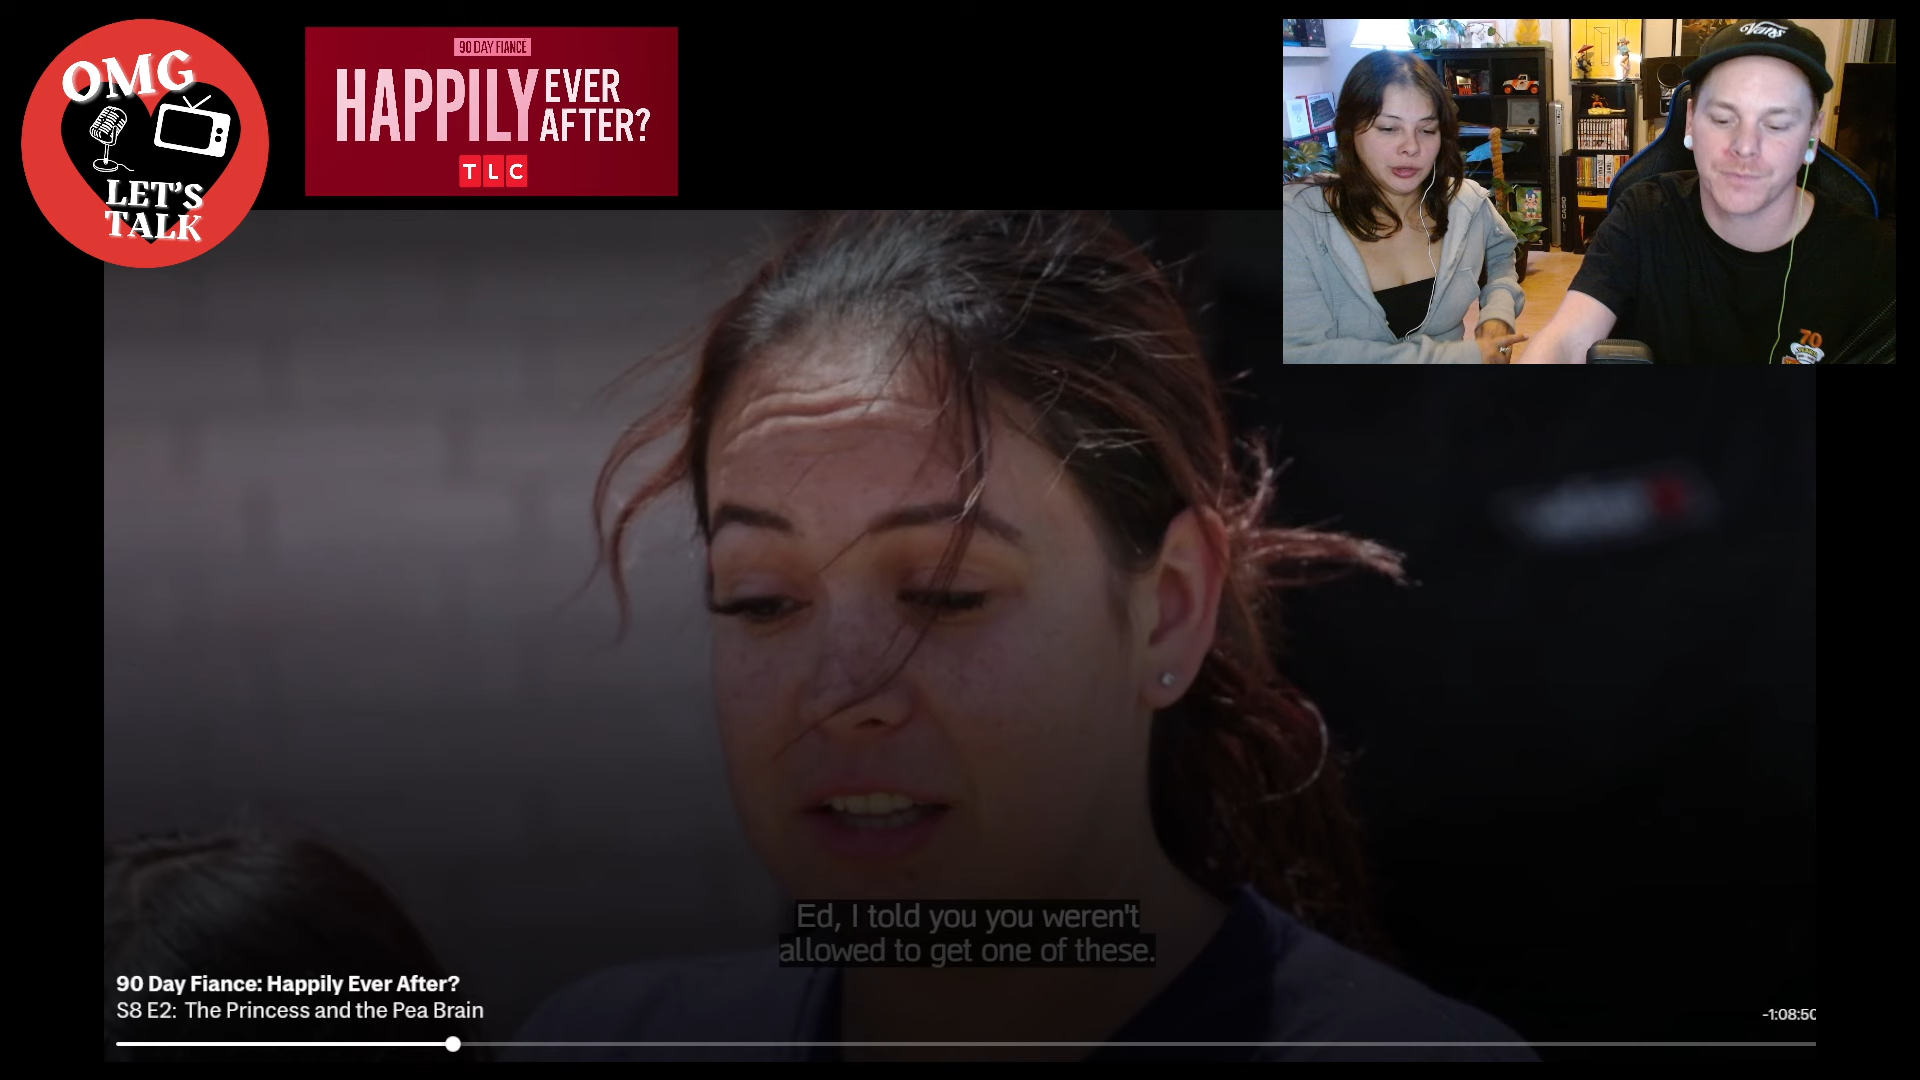 OMG
LET'S
TALK
90 DAY FIANCE
HAPPILY EVER
AFTER?
TLC
Vans
CASIO
70
Ed, I told you you weren't
allowed to get one of these.
90 Day Fiance: Happily Ever After?
S8 E2: The Princess and the Pea Brain
-1:08:50